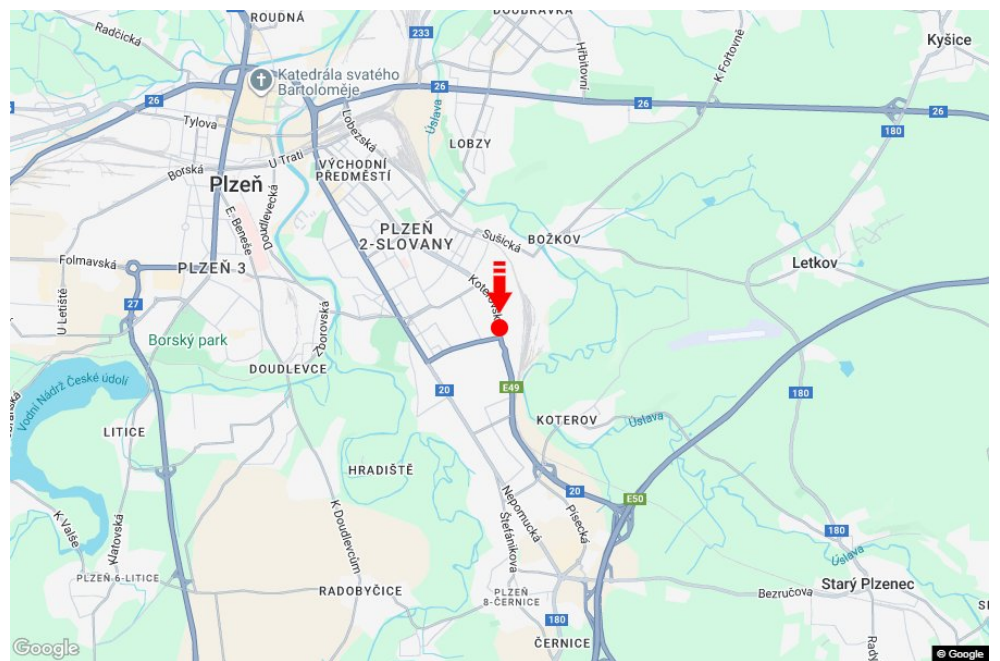 ROUDNÁ
DOUBRAVKA
Radčická
233
Hřbitovní
K Fořtovně
Kyšice
Katedrála svatého
Bartoloměje
26
26
26
26
180
Tylova
Lobezská
Úslava
LOBZY
U Trati
VÝCHODNÍ
PŘEDMĚSTÍ
Borská
Plzeň
E. Beneše
Doudlevecká
PLZEŇ
2-SLOVANY
Sušická
BOŽKOV
Folmavská
PLZEŇ 3
Letkov
U Letiště
27
Koterovská
Zborovská
Borský park
DOUDLEVCE
Vodní Nádrž České údolí
20
E49
180
KOTEROV
Úslava
LITICE
HRADIŠTĚ
20
E50
K Valše
Klatovská
K Doudlevcům
Nepomucká
Štefánikova
Písecká
180
Úslava
PLZEŇ 6-LITICE
RADOBYČICE
PLZEŇ
8-ČERNICE
Bezručova
Starý Plzenec
180
ČERNICE
Google
© Google